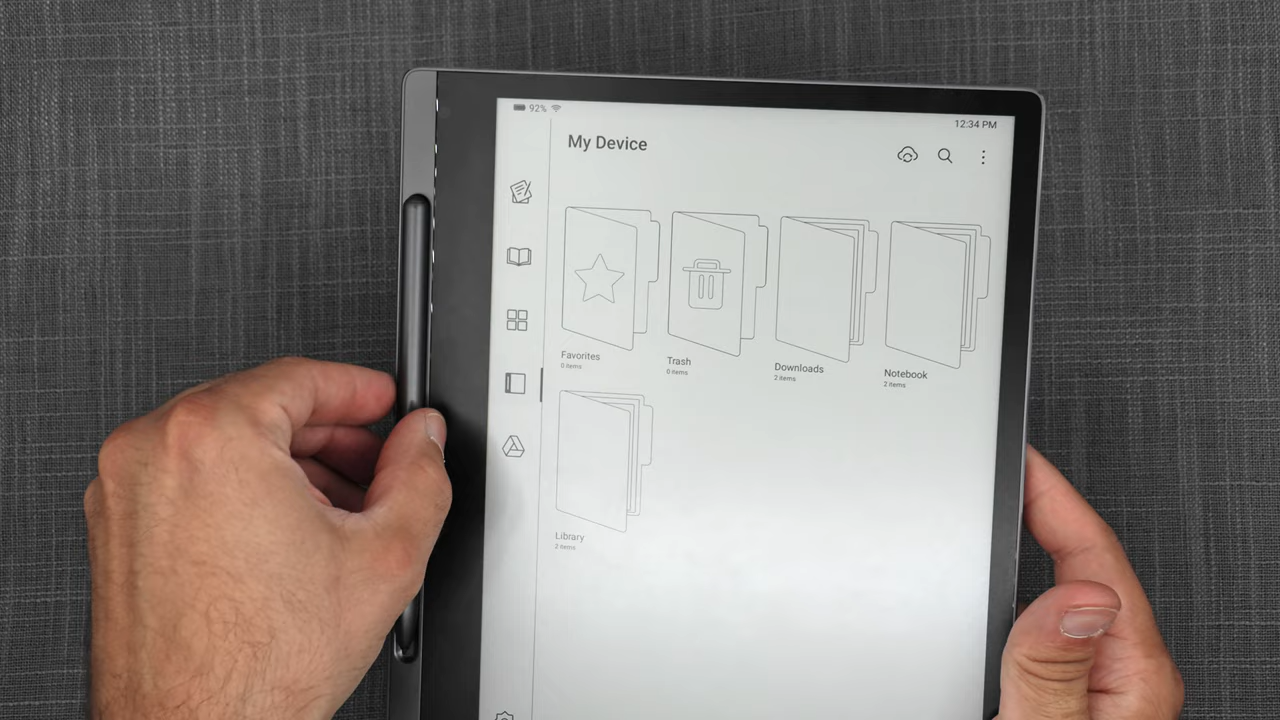 92%
12:34 PM
My Device
Favorites
0 items
Trash
0 items
Downloads
2 items
Notebook
2 items
Library
2 items